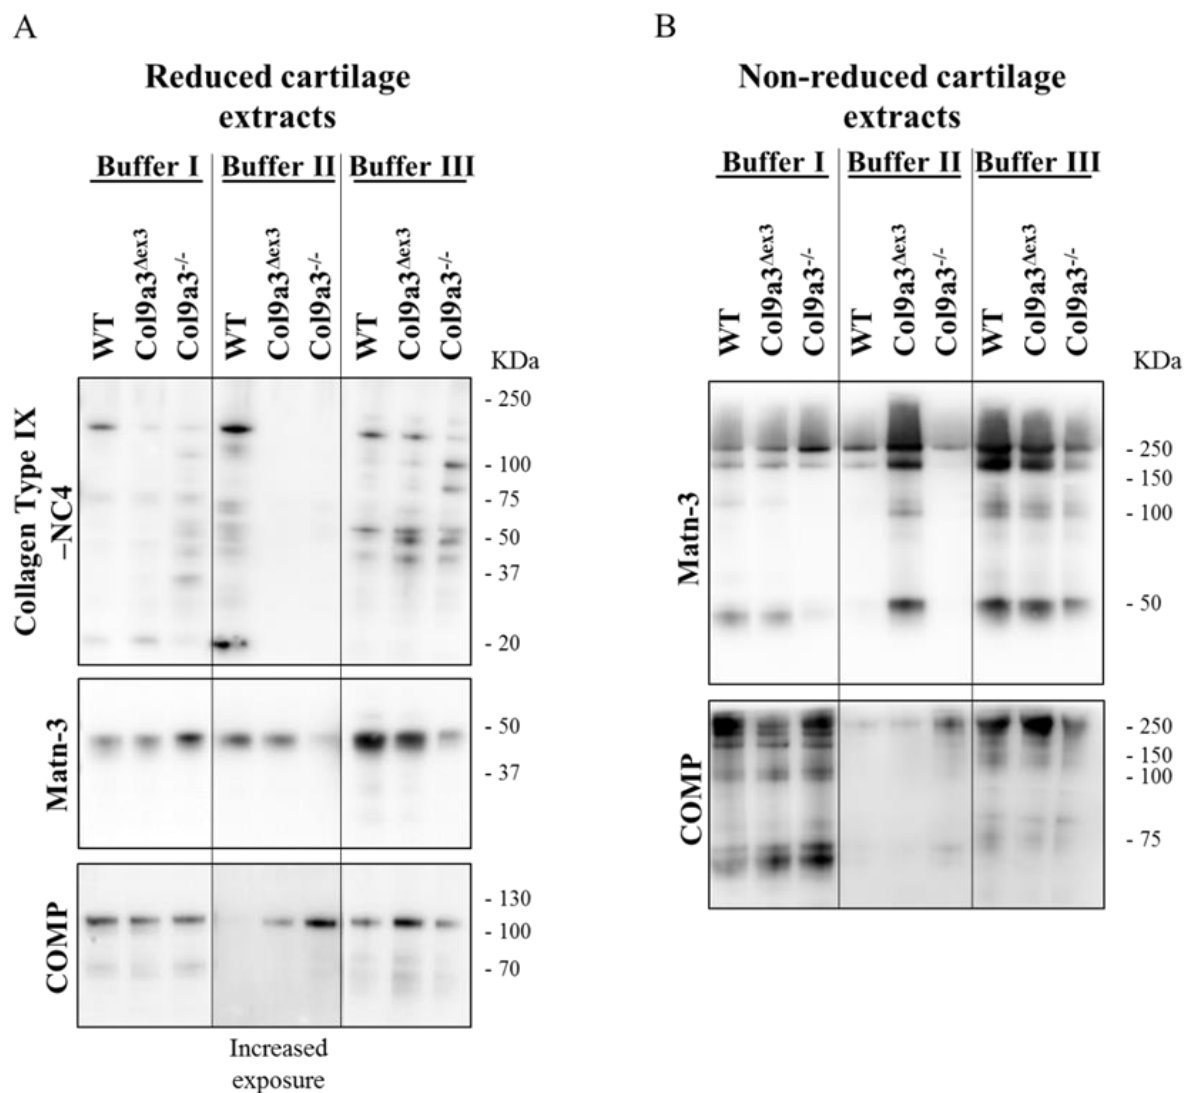 A
Reduced cartilage
extracts
Buffer I
Buffer II
Buffer III
WT
Col9a3Δex3
Col9a3-/-
WT
Col9a3Δex3
Col9a3-/-
WT
Col9a3Δex3
Col9a3-/-
KDa
Collagen Type IX
–NC4
- 250
- 100
- 75
- 50
- 37
- 20
Matn-3
- 50
- 37
COMP
- 130
- 100
- 70
Increased
exposure
B
Non-reduced cartilage
extracts
Buffer I
Buffer II
Buffer III
WT
Col9a3Δex3
Col9a3-/-
WT
Col9a3Δex3
Col9a3-/-
WT
Col9a3Δex3
Col9a3-/-
KDa
Matn-3
- 250
- 150
- 100
- 50
COMP
- 250
- 150
- 100
- 75